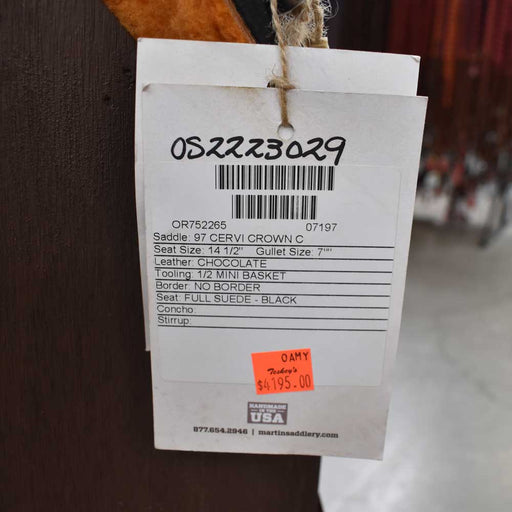 OS2223029
OR752265 07197
Saddle: 97 CERVI CROWN C
Seat Size: 14 1/2" Gullet Size: 7""
Leather: CHOCOLATE
Tooling: 1/2 MINI BASKET
Border: NO BORDER
Seat: FULL SUEDE - BLACK
Concho:
Stirrup:
OAMY
Teskey's
$4195.00
HANDMADE
IN THE
USA
877.654.2946 | martinsaddlery.com